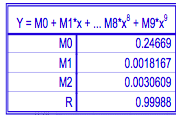 Y = M0 + M1*x + ... M8*x⁸ + M9*x⁹
M0 0.24669
M1 0.0018167
M2 0.0030609
R 0.99988